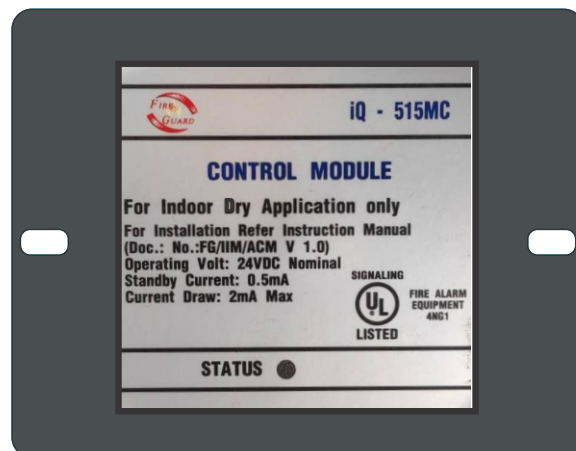 FIRE
GUARD
iQ - 515MC
CONTROL MODULE
For Indoor Dry Application only
For Installation Refer Instruction Manual
(Doc.: No.:FG/IIM/ACM V 1.0)
Operating Volt: 24VDC Nominal
Standby Current: 0.5mA
Current Draw: 2mA Max
SIGNALING
UL
LISTED
FIRE ALARM
EQUIPMENT
4NG1
STATUS